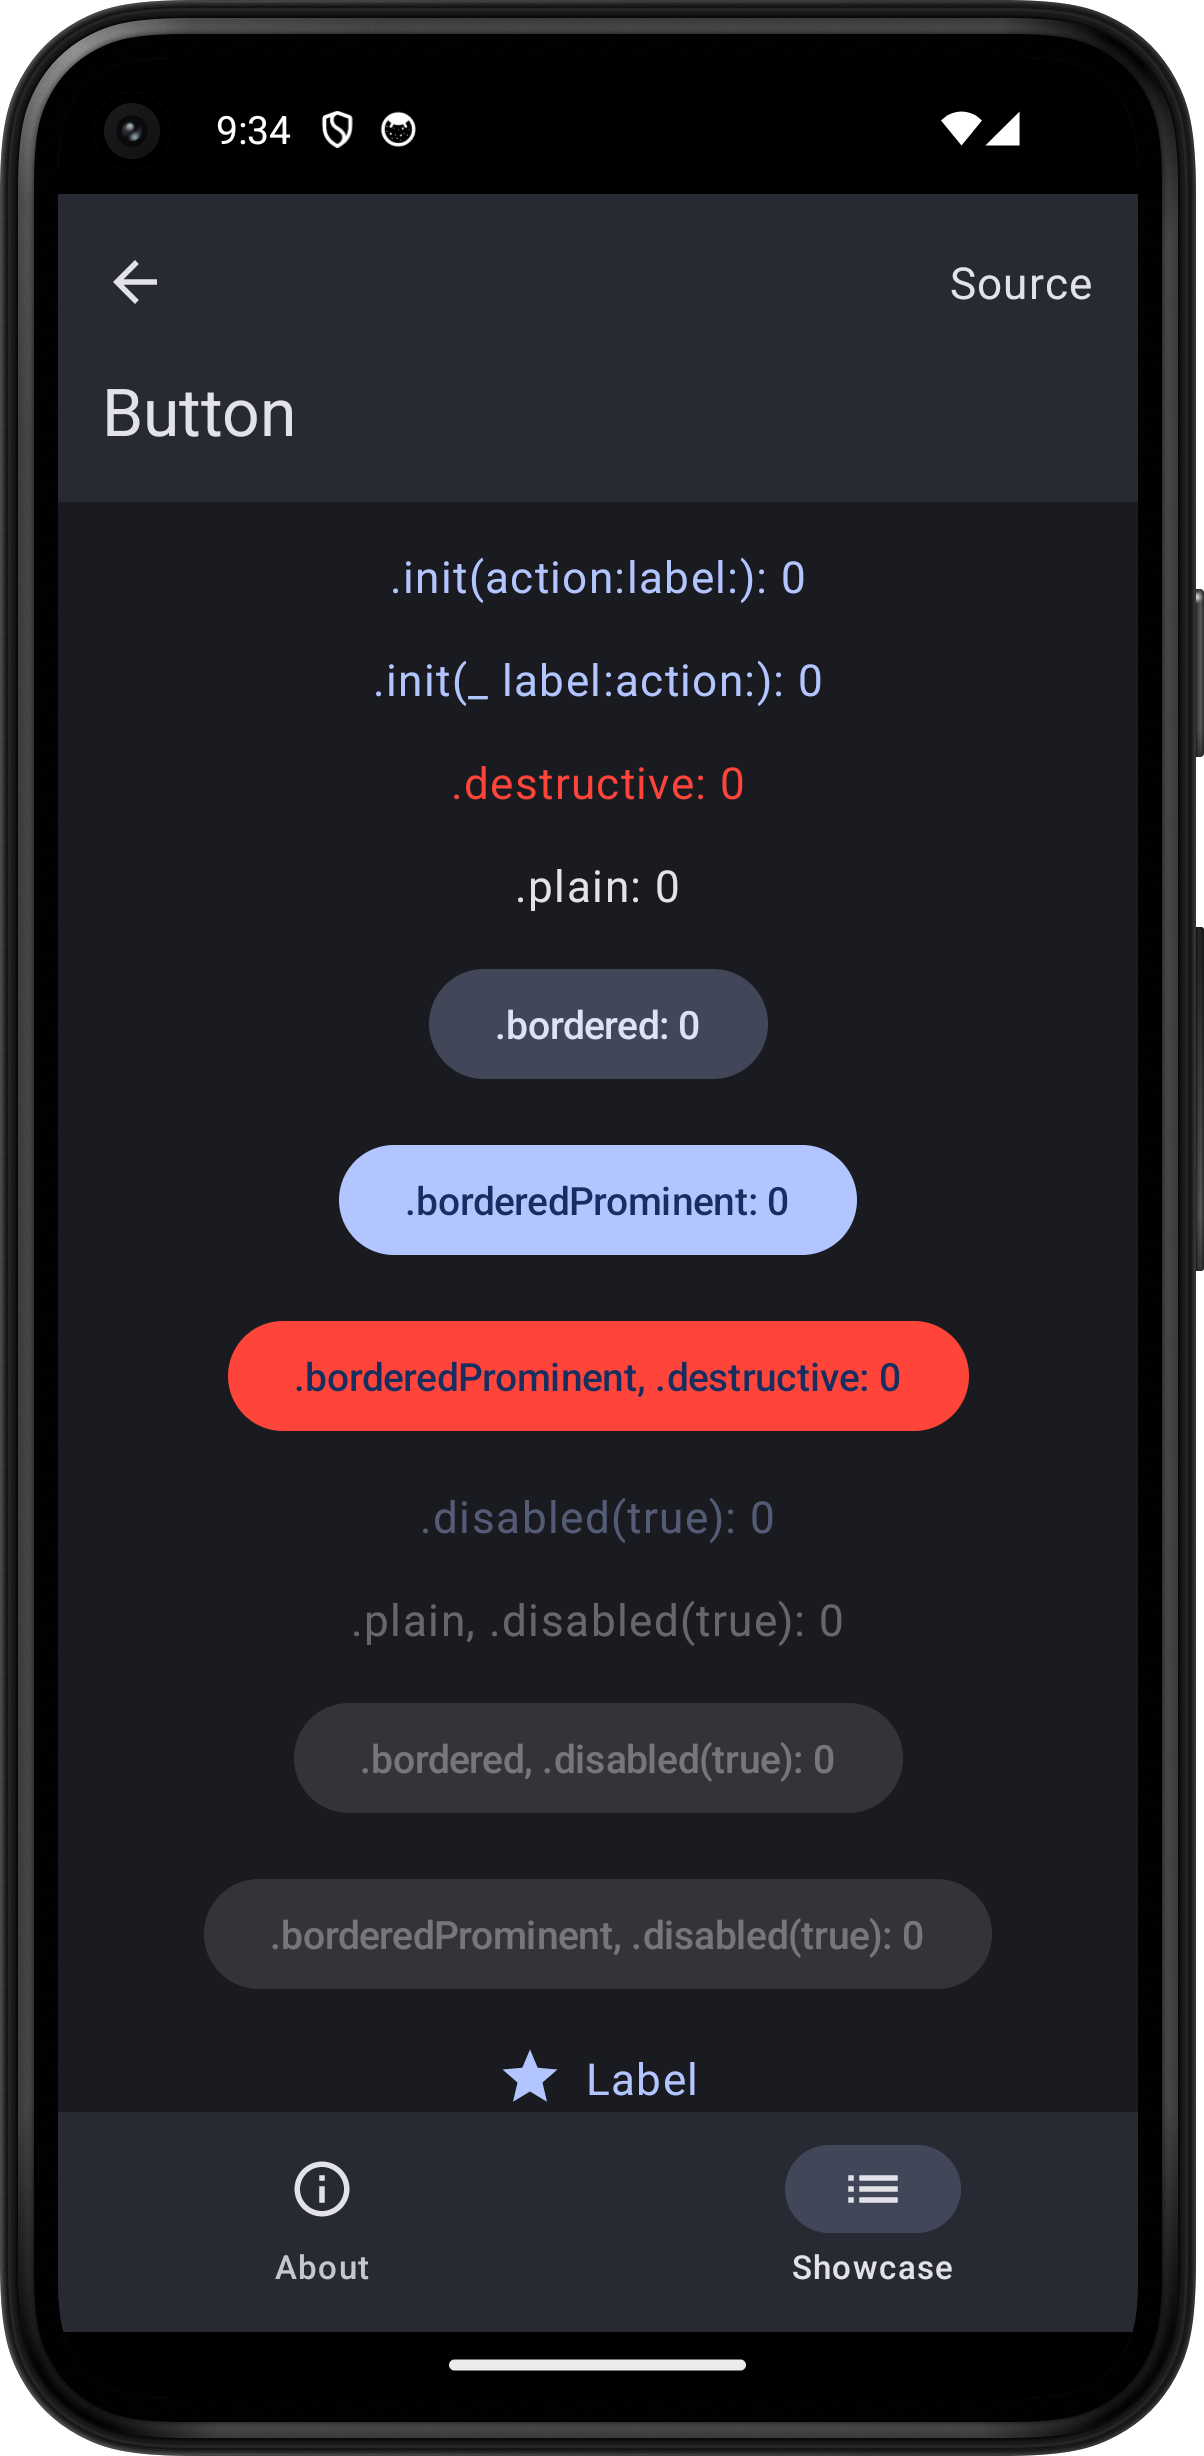 9:34
Source
Button
.init(action:label:): 0
.init(_ label:action:): 0
.destructive: 0
.plain: 0
.bordered: 0
.borderedProminent: 0
.borderedProminent, .destructive: 0
.disabled(true): 0
.plain, .disabled(true): 0
.bordered, .disabled(true): 0
.borderedProminent, .disabled(true): 0
Label
About
Showcase